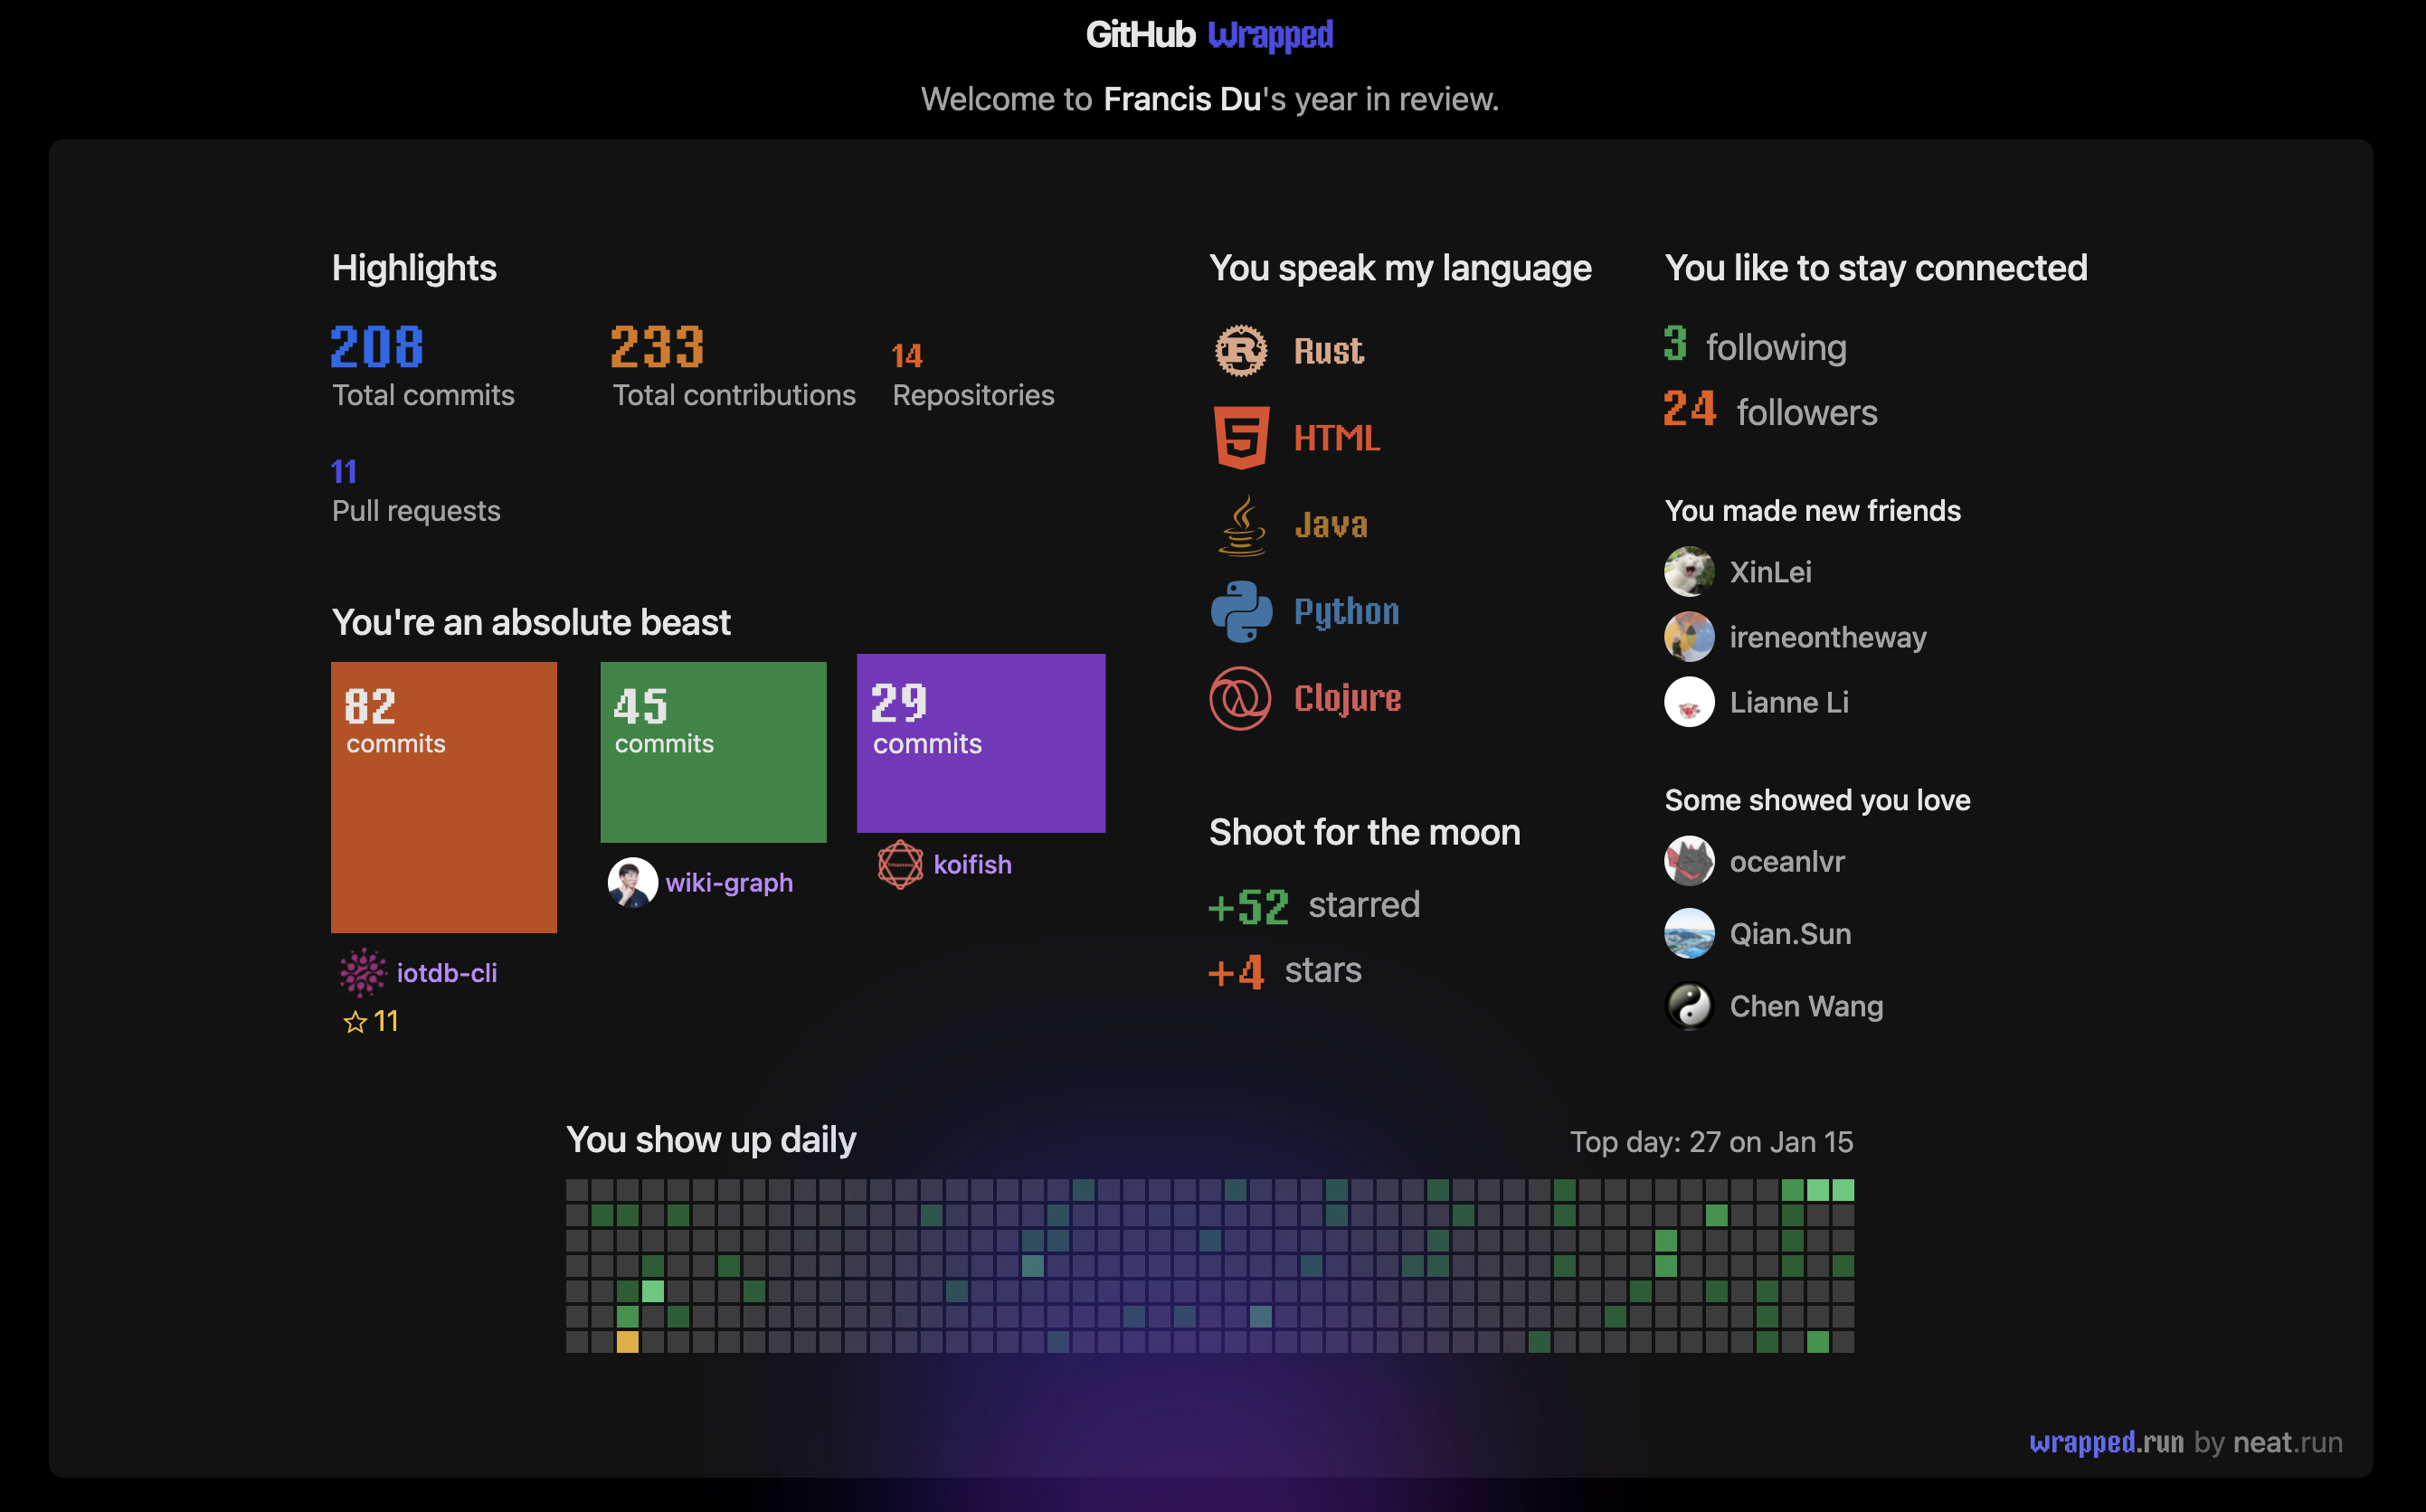 GitHub Wrapped
Welcome to Francis Du's year in review.
Highlights
208
Total commits
233
Total contributions
14
Repositories
11
Pull requests
You're an absolute beast
82
commits
iotdb-cli
11
45
commits
wiki-graph
29
commits
koifish
You speak my language
Rust
HTML
Java
Python
Clojure
Shoot for the moon
+52 starred
+4 stars
You like to stay connected
3 following
24 followers
You made new friends
XinLei
ireneontheway
Lianne Li
Some showed you love
oceanlvr
Qian.Sun
Chen Wang
You show up daily
Top day: 27 on Jan 15
wrapped.run by neat.run